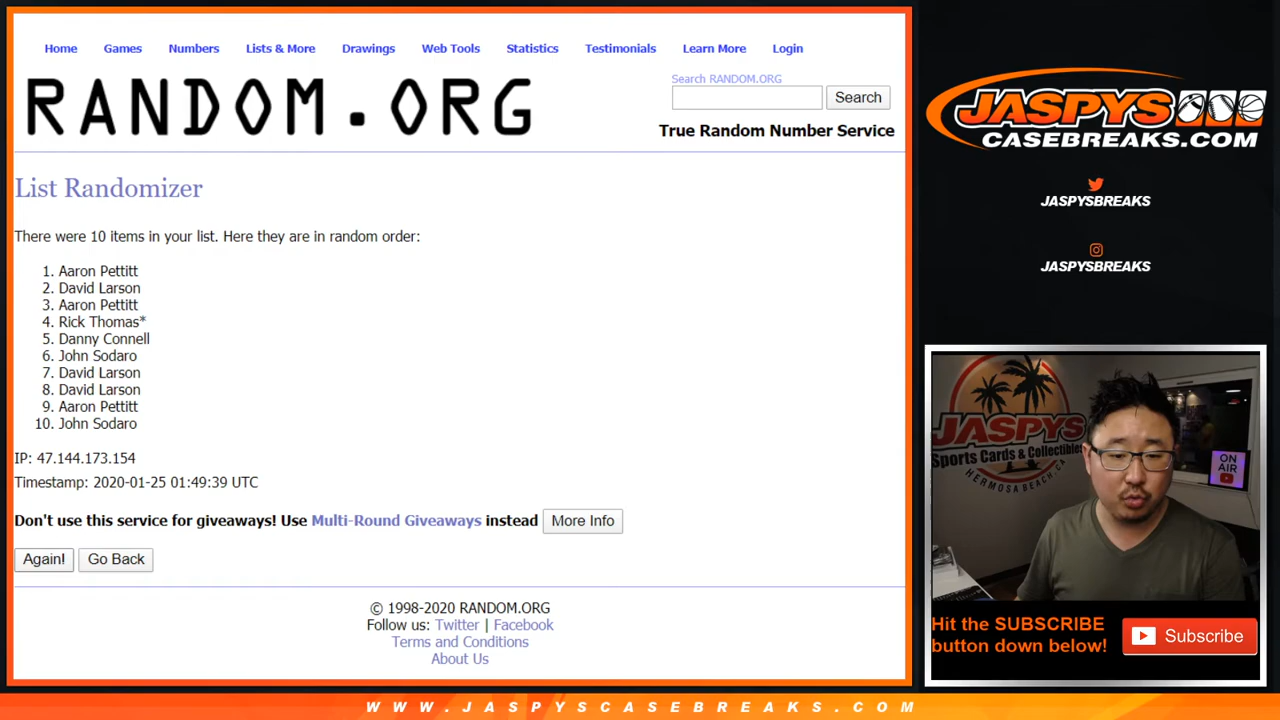 Home Games Numbers Lists & More Drawings Web Tools Statistics Testimonials Learn More Login
RANDOM.ORG
Search RANDOM.ORG
Search
True Random Number Service
List Randomizer
There were 10 items in your list. Here they are in random order:
1. Aaron Pettitt
2. David Larson
3. Aaron Pettitt
4. Rick Thomas*
5. Danny Connell
6. John Sodaro
7. David Larson
8. David Larson
9. Aaron Pettitt
10. John Sodaro
IP: 47.144.173.154
Timestamp: 2020-01-25 01:49:39 UTC
Don't use this service for giveaways! Use Multi-Round Giveaways instead More Info
Again! Go Back
© 1998-2020 RANDOM.ORG
Follow us: Twitter | Facebook
Terms and Conditions
About Us
JASPYS
CASEBREAKS.COM
JASPYSBREAKS
JASPYSBREAKS
JASPYS
Sports Cards & Collectibles
HERMOSA BEACH, CA
ON
AIR
Hit the SUBSCRIBE
button down below!
Subscribe
WWW.JASPYSCASEBREAKS.COM